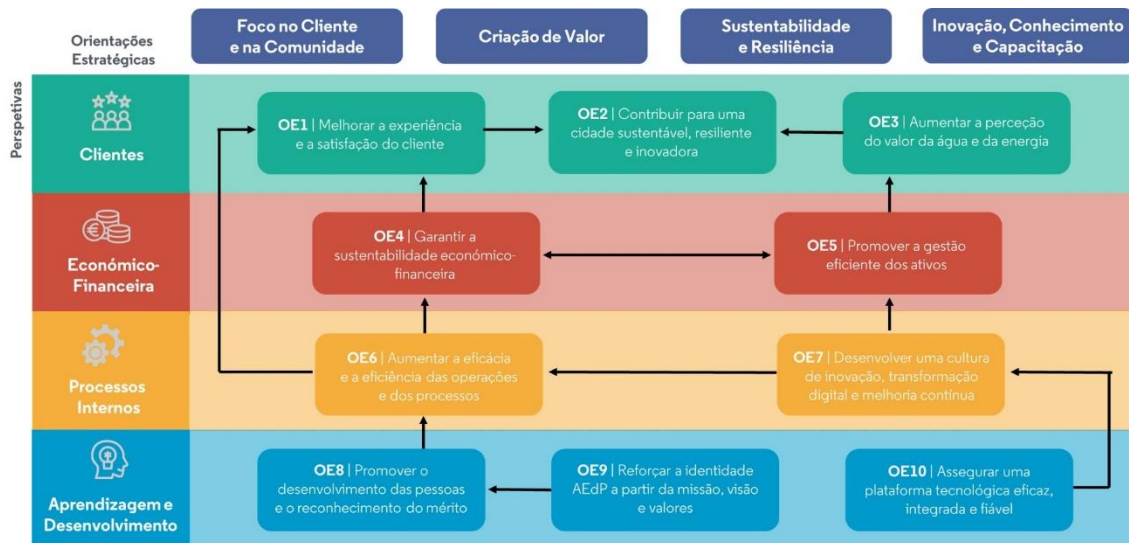 Orientações
Estratégicas
Foco no Cliente
e na Comunidade
Criação de Valor
Sustentabilidade
e Resiliência
Inovação, Conhecimento
e Capacitação
Perspetivas
Clientes
OE1 | Melhorar a experiência
e a satisfação do cliente
OE2 | Contribuir para uma
cidade sustentável, resiliente
e inovadora
OE3 | Aumentar a perceção
do valor da água e da energia
Económico-
Financeira
OE4 | Garantir a
sustentabilidade económico-
financeira
OE5 | Promover a gestão
eficiente dos ativos
Processos
Internos
OE6 | Aumentar a eficácia
e a eficiência das operações
e dos processos
OE7 | Desenvolver uma cultura
de inovação, transformação
digital e melhoria contínua
Aprendizagem e
Desenvolvimento
OE8 | Promover o
desenvolvimento das pessoas
e o reconhecimento do mérito
OE9 | Reforçar a identidade
AEdP a partir da missão, visão
e valores
OE10 | Assegurar uma
plataforma tecnológica eficaz,
integrada e fiável